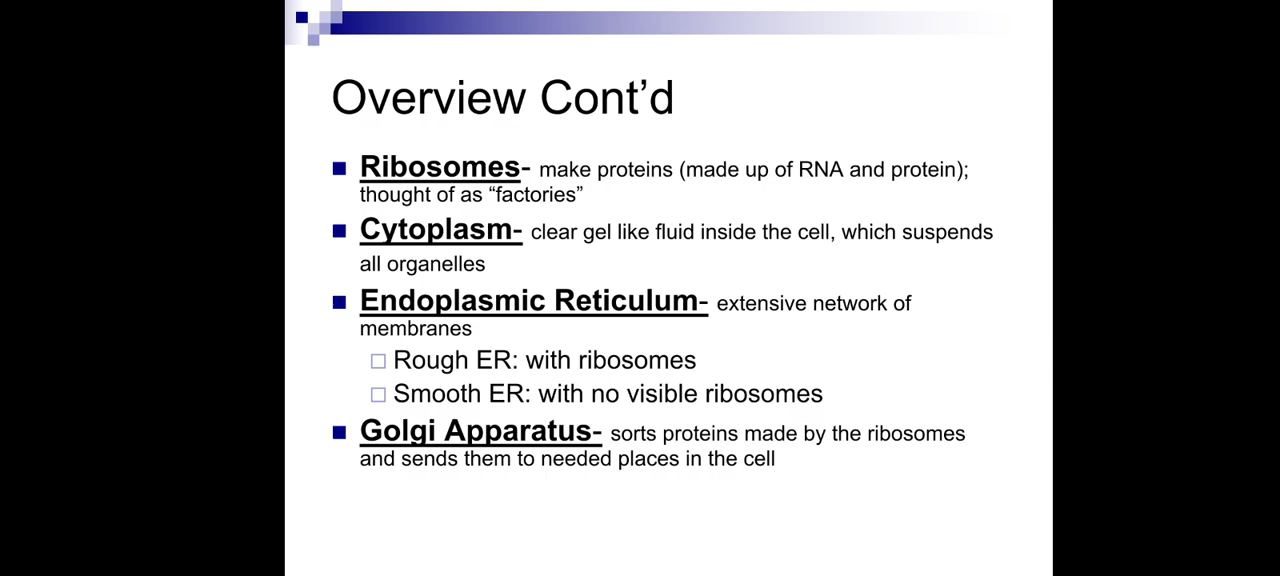 Overview Cont’d
Ribosomes- make proteins (made up of RNA and protein);
thought of as “factories”
Cytoplasm- clear gel like fluid inside the cell, which suspends
all organelles
Endoplasmic Reticulum- extensive network of
membranes
Rough ER: with ribosomes
Smooth ER: with no visible ribosomes
Golgi Apparatus- sorts proteins made by the ribosomes
and sends them to needed places in the cell